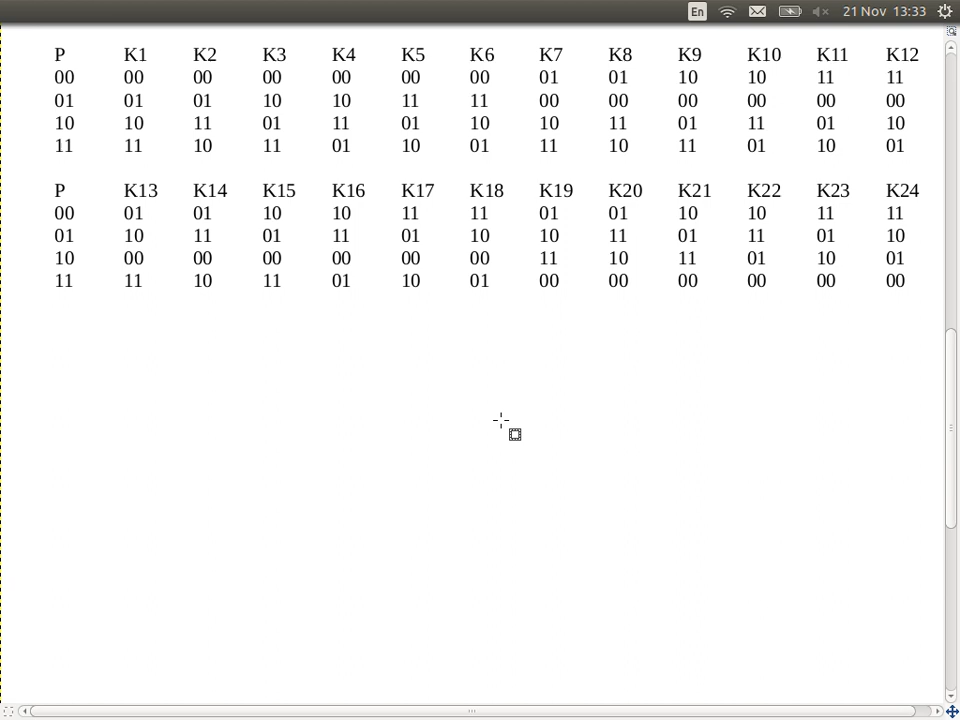 En 21 Nov 13:33
P K1 K2 K3 K4 K5 K6 K7 K8 K9 K10 K11 K12
00 00 00 00 00 00 00 01 01 10 10 11 11
01 01 01 10 10 11 11 00 00 00 00 00 00
10 10 11 01 11 01 10 10 11 01 11 01 10
11 11 10 11 01 10 01 11 10 11 01 10 01
P K13 K14 K15 K16 K17 K18 K19 K20 K21 K22 K23 K24
00 01 01 10 10 11 11 01 01 10 10 11 11
01 10 11 01 11 01 10 10 11 01 11 01 10
10 00 00 00 00 00 00 11 10 11 01 10 01
11 11 10 11 01 10 01 00 00 00 00 00 00